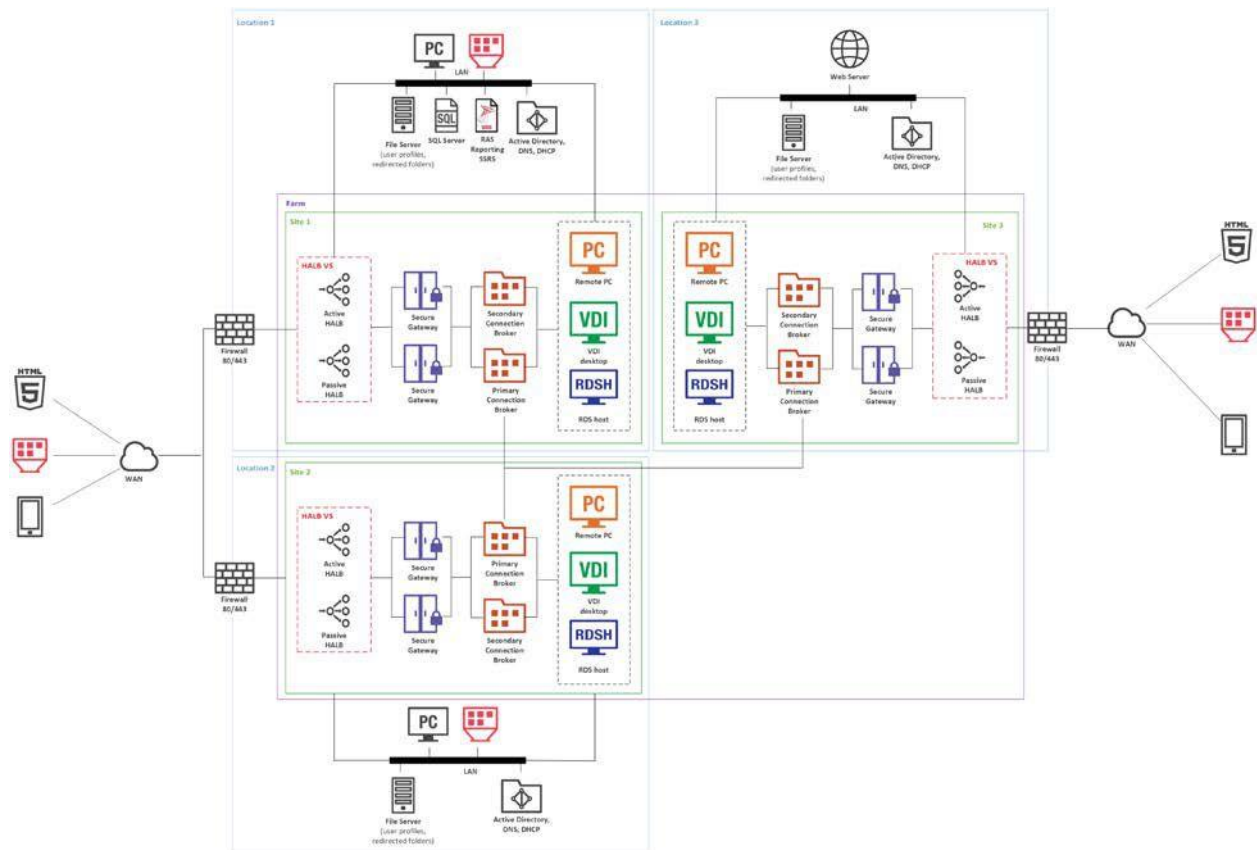 Location 1
PC
LAN
File Server
(user profiles,
redirected folders)
SQL
SQL Server
RAS
Reporting
SSRS
Active Directory,
DNS, DHCP
Location 3
Web Server
LAN
File Server
(user profiles,
redirected folders)
Active Directory,
DNS, DHCP
Farm
Site 1
HALB VS
Active
HALB
Passive
HALB
Secure
Gateway
Secure
Gateway
Secondary
Connection
Broker
Primary
Connection
Broker
PC
Remote PC
VDI
VDI
desktop
RDSH
RDS host
Site 3
PC
Remote PC
VDI
VDI
desktop
RDSH
RDS host
Secondary
Connection
Broker
Primary
Connection
Broker
Secure
Gateway
Secure
Gateway
HALB VS
Active
HALB
Passive
HALB
Firewall
80/443
Firewall
80/443
WAN
HTML
5
HTML
5
WAN
Location 2
Site 2
HALB VS
Active
HALB
Passive
HALB
Secure
Gateway
Secure
Gateway
Primary
Connection
Broker
Secondary
Connection
Broker
PC
Remote PC
VDI
VDI
desktop
RDSH
RDS host
Firewall
80/443
PC
LAN
File Server
(user profiles,
redirected folders)
Active Directory,
DNS, DHCP